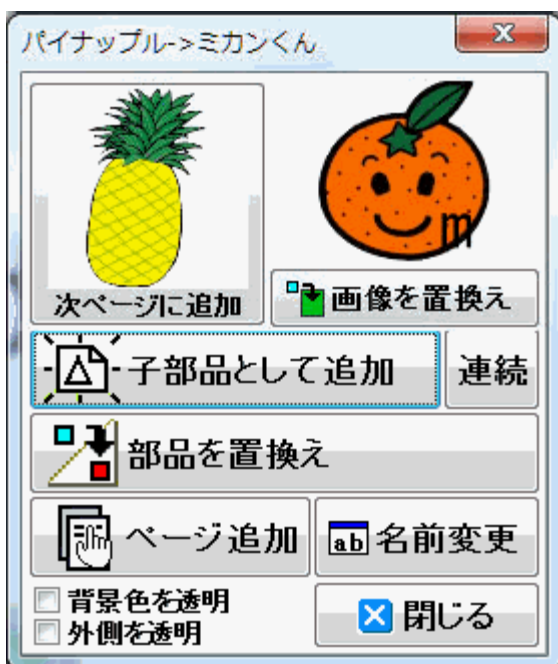 パイナップル->ミカンくん
m
次ページに追加
画像を置換え
子部品として追加
連続
部品を置換え
ページ追加
ab
名前変更
背景色を透明
外側を透明
閉じる